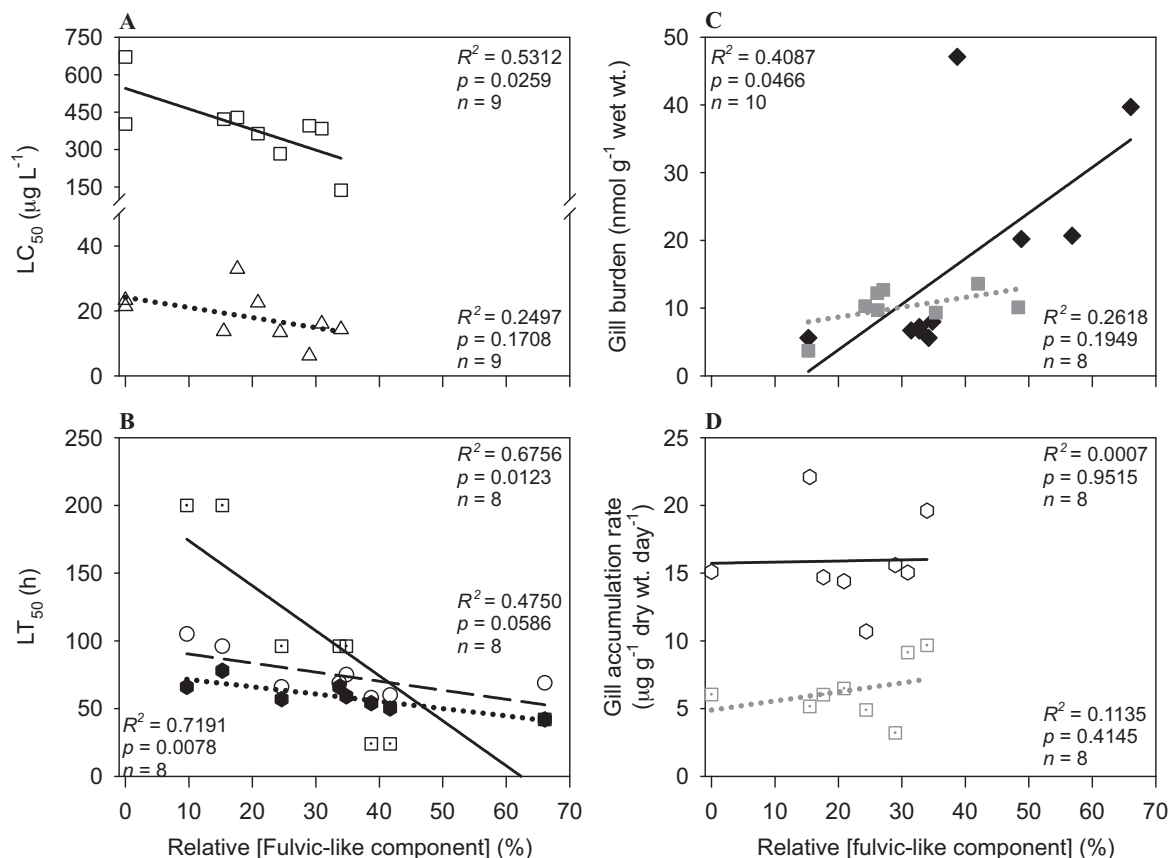 A
750
600
450
300
150
40
20
0
LC50 (µg L−1)
R2 = 0.5312
p = 0.0259
n = 9
R2 = 0.2497
p = 0.1708
n = 9
C
50
40
30
20
10
0
Gill burden (nmol g−1 wet wt.)
R2 = 0.4087
p = 0.0466
n = 10
R2 = 0.2618
p = 0.1949
n = 8
B
250
200
150
100
50
0
LT50 (h)
R2 = 0.6756
p = 0.0123
n = 8
R2 = 0.4750
p = 0.0586
n = 8
R2 = 0.7191
p = 0.0078
n = 8
0 10 20 30 40 50 60 70
Relative [Fulvic-like component] (%)
D
25
20
15
10
5
0
Gill accumulation rate
(µg g−1 dry wt. day−1)
R2 = 0.0007
p = 0.9515
n = 8
R2 = 0.1135
p = 0.4145
n = 8
0 10 20 30 40 50 60 70
Relative [fulvic-like component] (%)